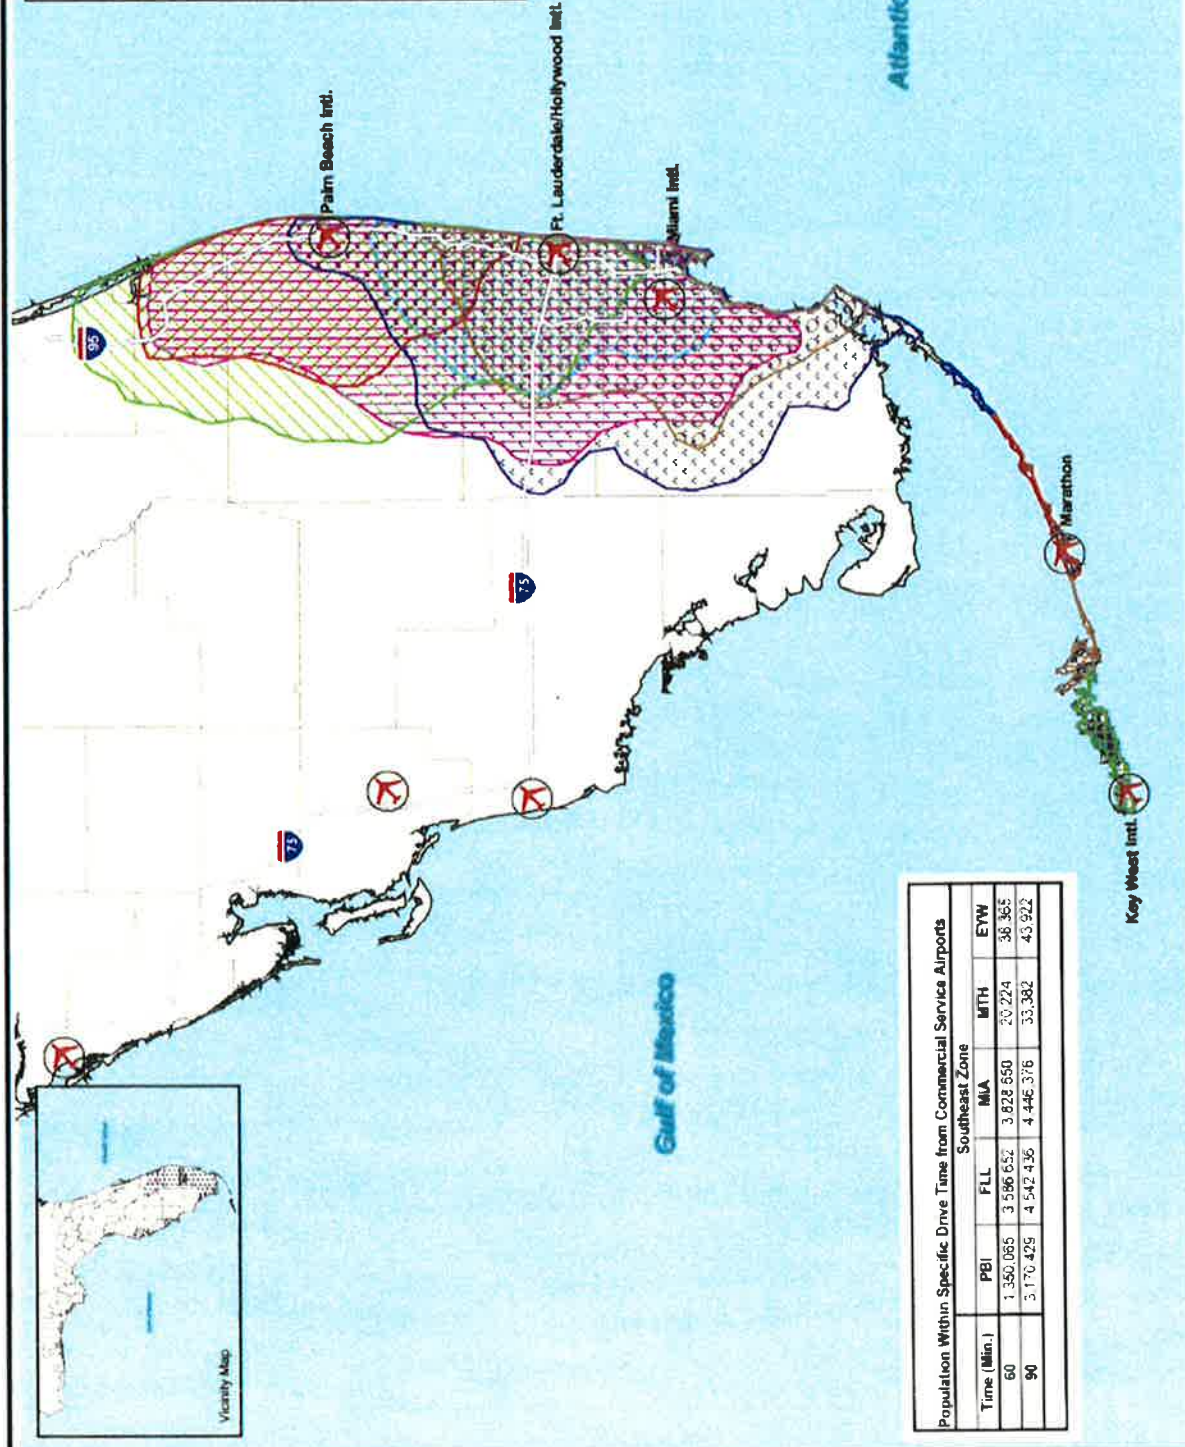 Atlantic
95
Palm Beach Intl.
Ft. Lauderdale/Hollywood Intl.
Miami Intl.
75
75
Marathon
Key West Intl.
Gulf of Mexico
Vicinity Map
Population Within Specific Drive Time from Commercial Service Airports
Southeast Zone
Time (Min.) PBI FLL MIA MTH EYW
60 1,350,065 3 586 652 3,828 650 20 224 36 365
90 3 170 429 4 542 436 4 446 376 33,382 43,922